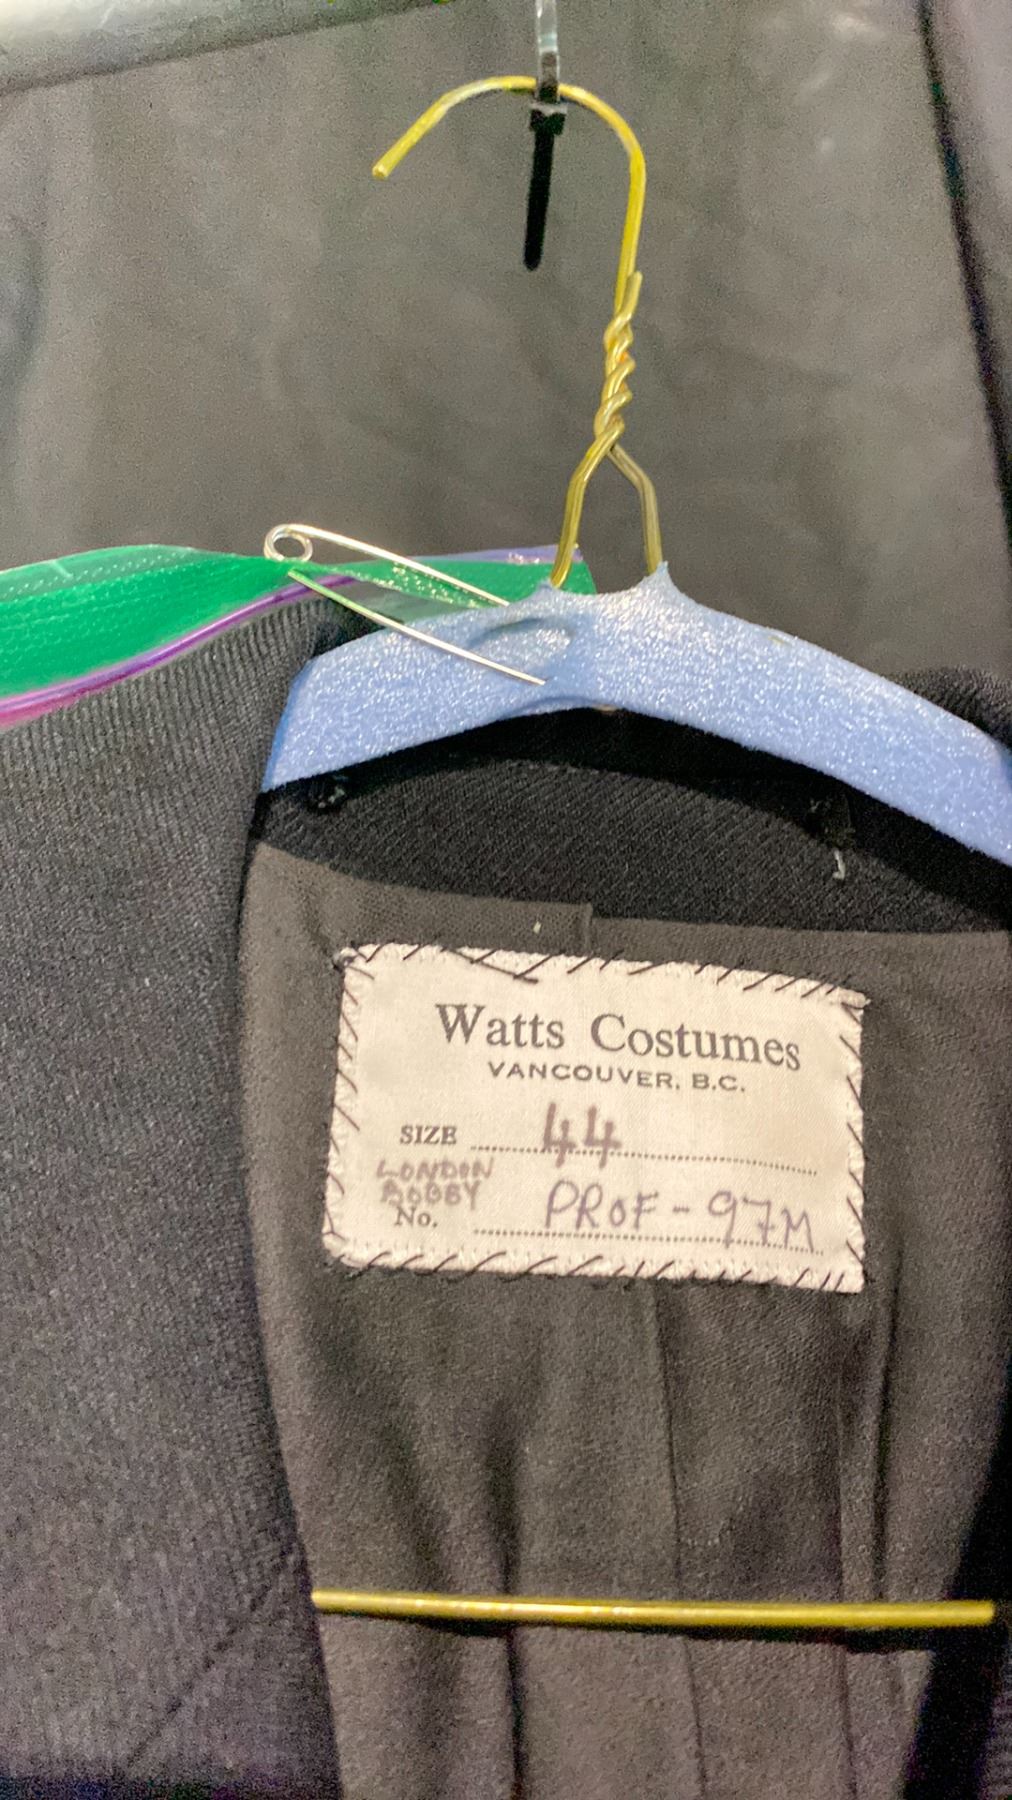 Watts Costumes
VANCOUVER, B.C.
SIZE 44
LONDON
BOBBY
No. PROF-97M